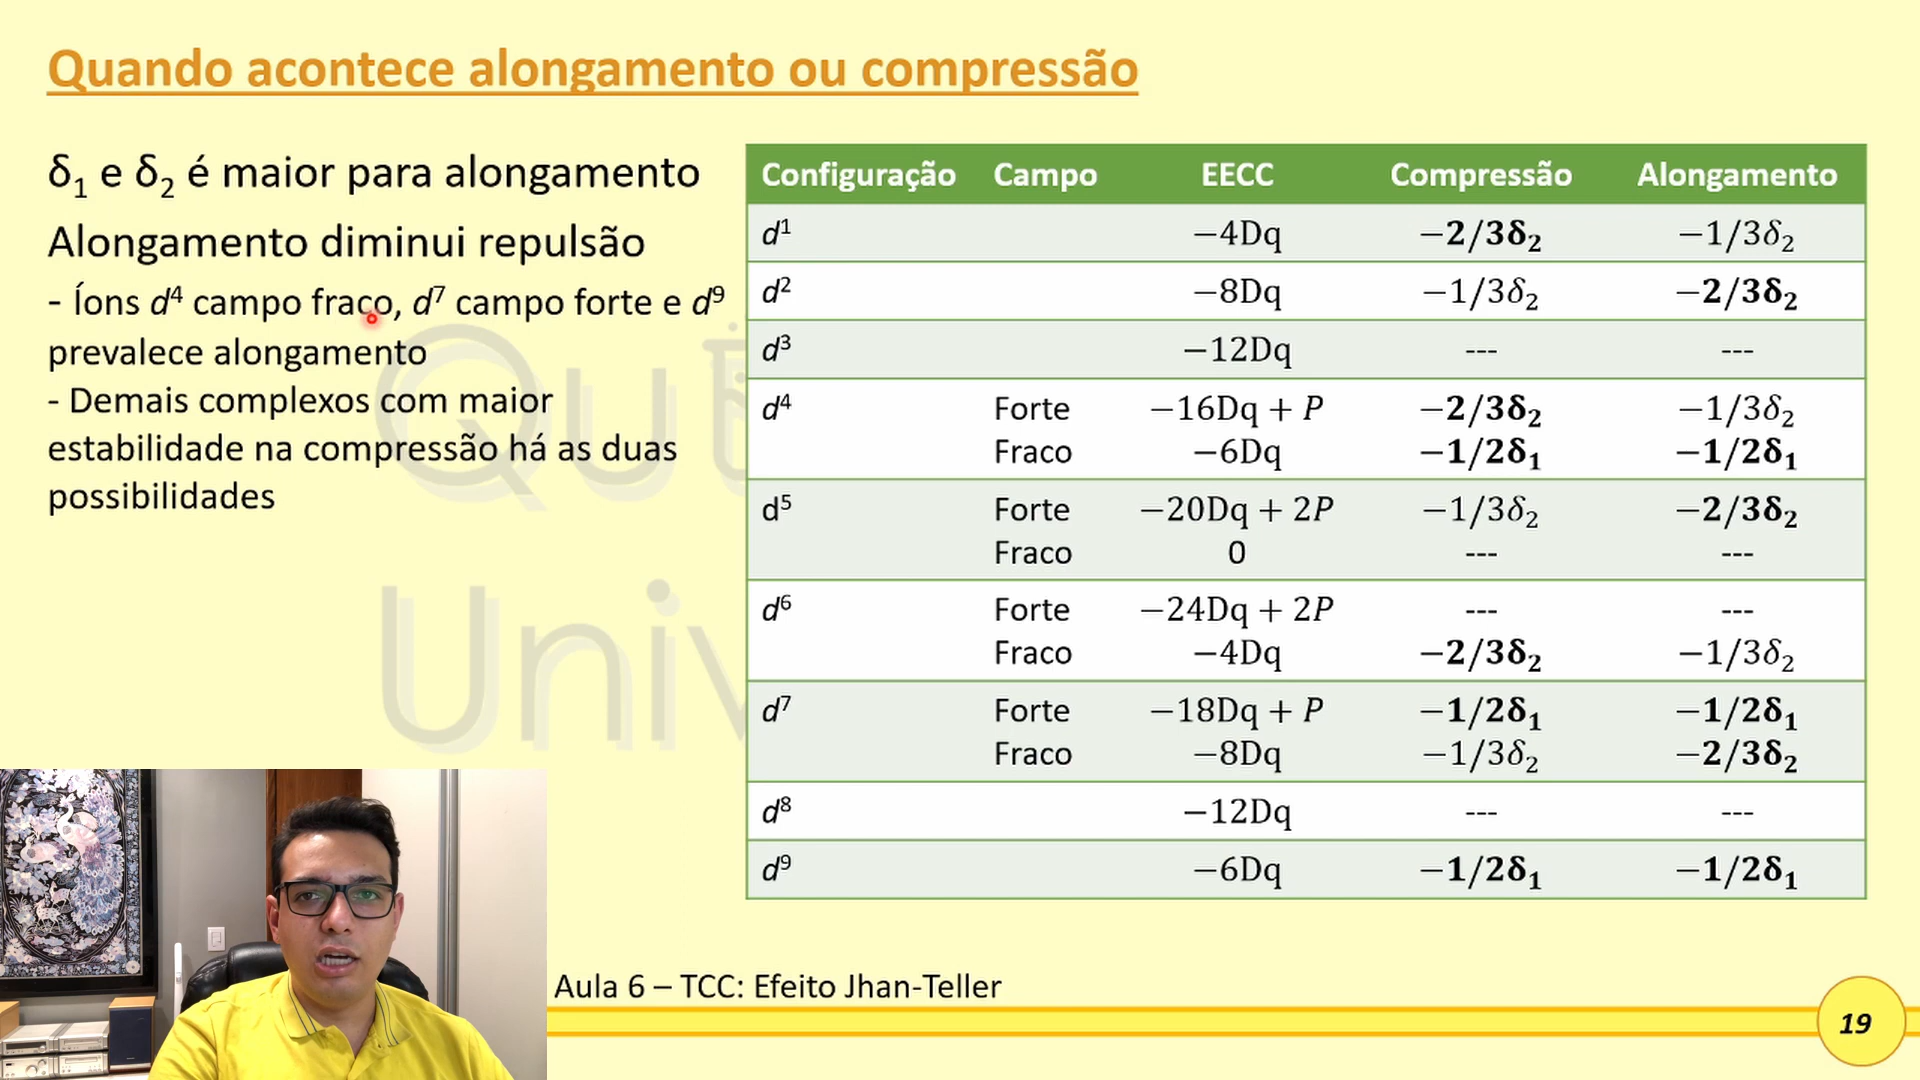 Quando acontece alongamento ou compressão
δ₁ e δ₂ é maior para alongamento
Alongamento diminui repulsão
- Íons d⁴ campo fraco, d⁷ campo forte e d⁹
prevalece alongamento
- Demais complexos com maior
estabilidade na compressão há as duas
possibilidades
Configuração Campo EECC Compressão Alongamento
d¹ −4Dq −2/3δ₂ −1/3δ₂
d² −8Dq −1/3δ₂ −2/3δ₂
d³ −12Dq --- ---
d⁴ Forte −16Dq + P −2/3δ₂ −1/3δ₂
Fraco −6Dq −1/2δ₁ −1/2δ₁
d⁵ Forte −20Dq + 2P −1/3δ₂ −2/3δ₂
Fraco 0 --- ---
d⁶ Forte −24Dq + 2P --- ---
Fraco −4Dq −2/3δ₂ −1/3δ₂
d⁷ Forte −18Dq + P −1/2δ₁ −1/2δ₁
Fraco −8Dq −1/3δ₂ −2/3δ₂
d⁸ −12Dq --- ---
d⁹ −6Dq −1/2δ₁ −1/2δ₁
Aula 6 – TCC: Efeito Jhan-Teller
19